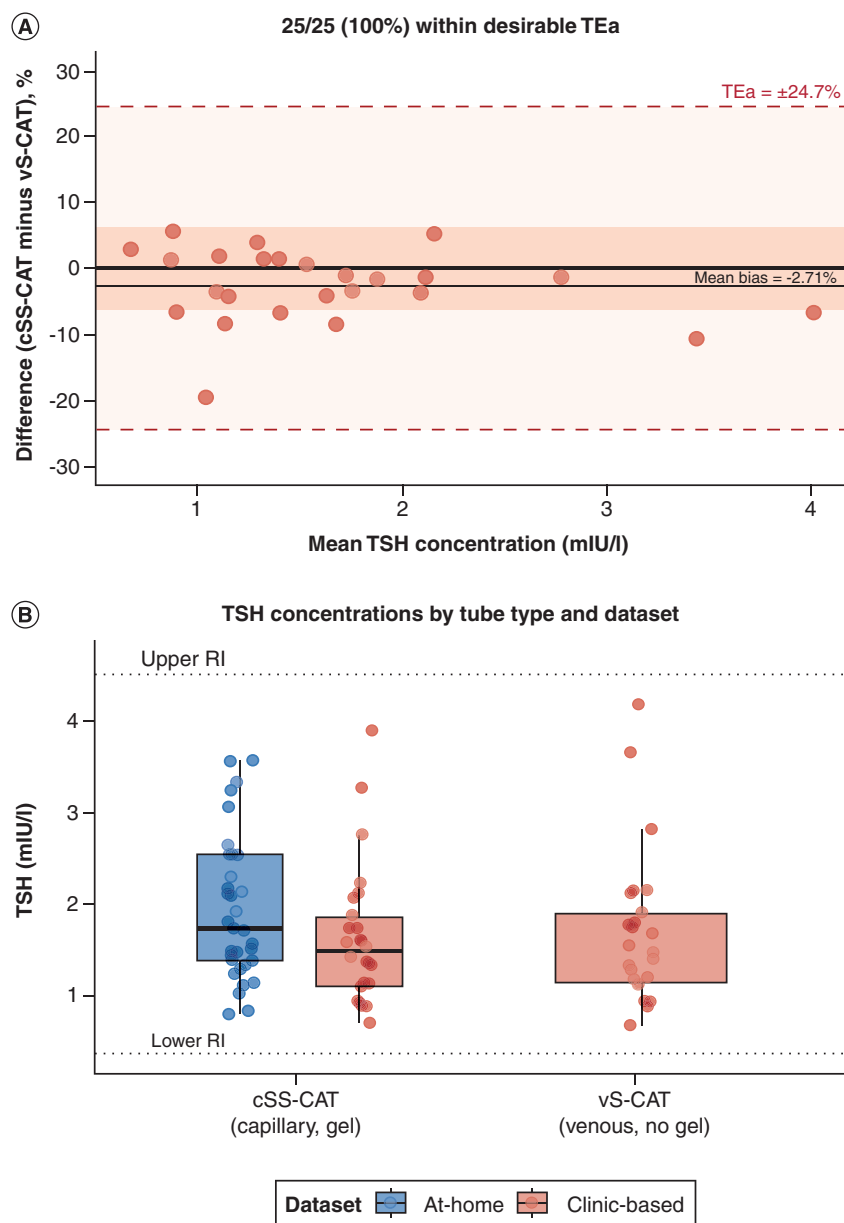 A
25/25 (100%) within desirable TEa
Difference (cSS-CAT minus vS-CAT), %
30
20
10
0
-10
-20
-30
TEa = ±24.7%
Mean bias = -2.71%
1
2
3
4
Mean TSH concentration (mIU/l)
B
TSH concentrations by tube type and dataset
TSH (mIU/l)
Upper RI
4
3
2
1
Lower RI
cSS-CAT
(capillary, gel)
vS-CAT
(venous, no gel)
Dataset At-home Clinic-based